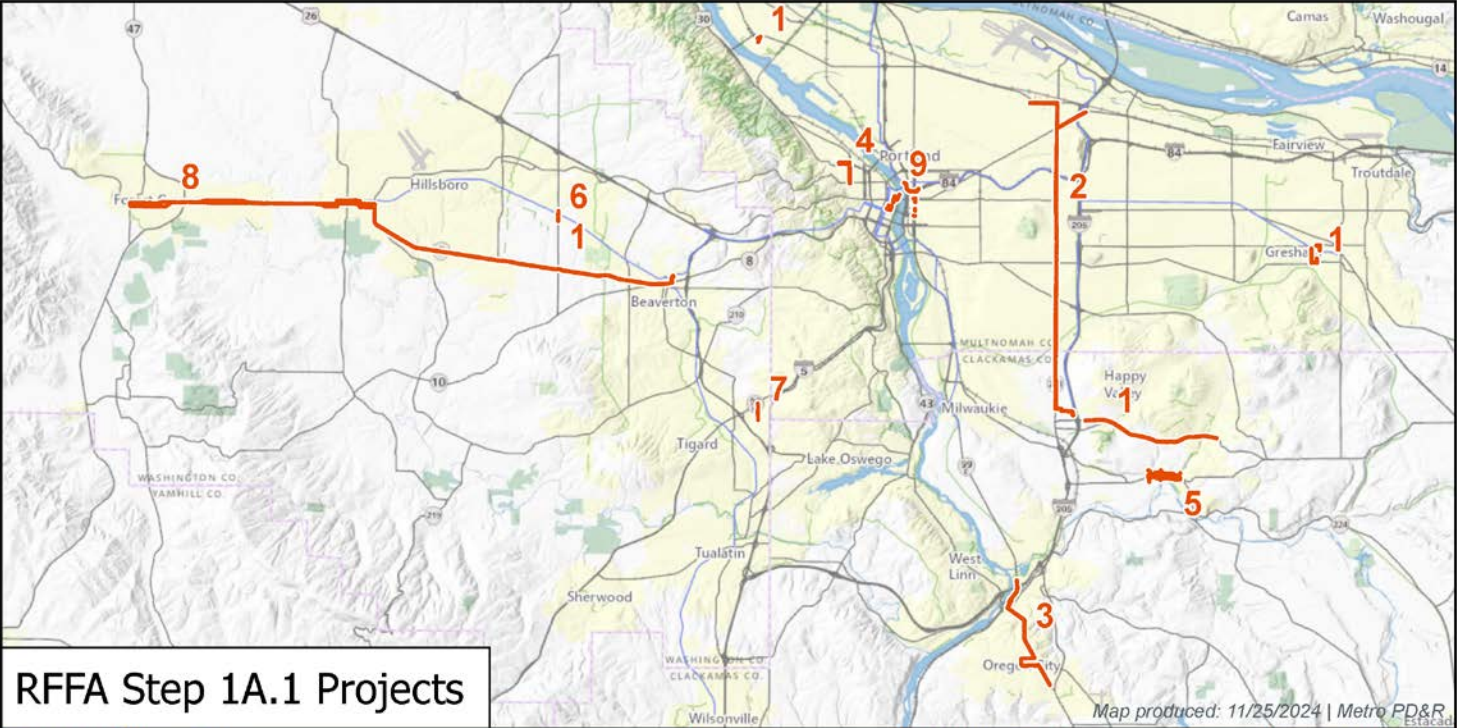 26
30
1
MULTNOMAH CO
Camas
Washougal
47
14
4
Portland
9
84
84
Fairview
Troutdale
8
Hillsboro
6
2
1
205
1
8
Beaverton
210
MULTNOMAH CO
CLACKAMAS CO.
5
Happy
10
7
1
43
Milwaukie
Tigard
Lake Oswego
WASHINGTON CO.
YAMHILL CO.
5
219
205
224
Tualatin
West
Linn
Sherwood
3
WASHINGTON CO.
CLACKAMAS CO.
Oregon City
RFFA Step 1A.1 Projects
Wilsonville
Map produced: 11/25/2024 | Metro PD&R
Estacad